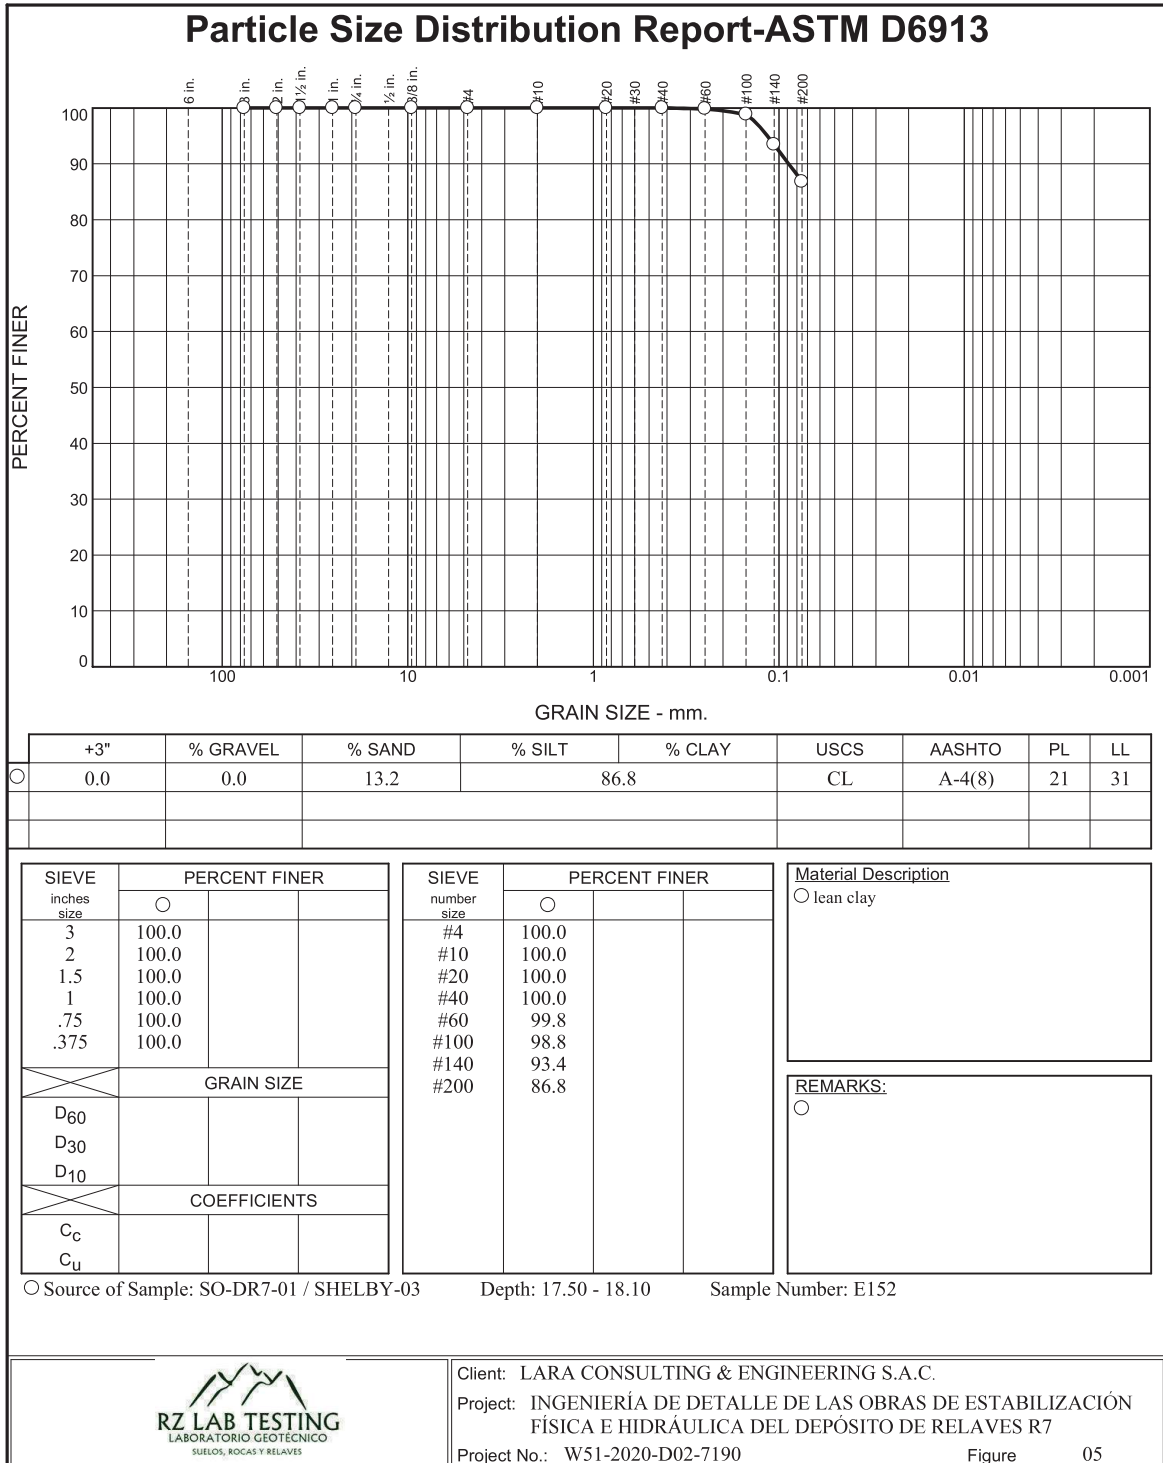 Particle Size Distribution Report-ASTM D6913
6 in. 3 in. 2 in. 1½ in. 1 in. ¾ in. ½ in. 3/8 in. #4 #10 #20 #30 #40 #60 #100 #140 #200
PERCENT FINER
100
90
80
70
60
50
40
30
20
10
0
100 10 1 0.1 0.01 0.001
GRAIN SIZE - mm.
+3" % GRAVEL % SAND % SILT % CLAY USCS AASHTO PL LL
0.0 0.0 13.2 86.8 CL A-4(8) 21 31
SIEVE PERCENT FINER
inches
size
3 100.0
2 100.0
1.5 100.0
1 100.0
.75 100.0
.375 100.0
GRAIN SIZE
D60
D30
D10
COEFFICIENTS
Cc
Cu
SIEVE PERCENT FINER
number
size
#4 100.0
#10 100.0
#20 100.0
#40 100.0
#60 99.8
#100 98.8
#140 93.4
#200 86.8
Material Description
lean clay
REMARKS:
Source of Sample: SO-DR7-01 / SHELBY-03 Depth: 17.50 - 18.10 Sample Number: E152
RZ LAB TESTING
LABORATORIO GEOTÉCNICO
SUELOS, ROCAS Y RELAVES
Client: LARA CONSULTING & ENGINEERING S.A.C.
Project: INGENIERÍA DE DETALLE DE LAS OBRAS DE ESTABILIZACIÓN
FÍSICA E HIDRÁULICA DEL DEPÓSITO DE RELAVES R7
Project No.: W51-2020-D02-7190 Figure 05